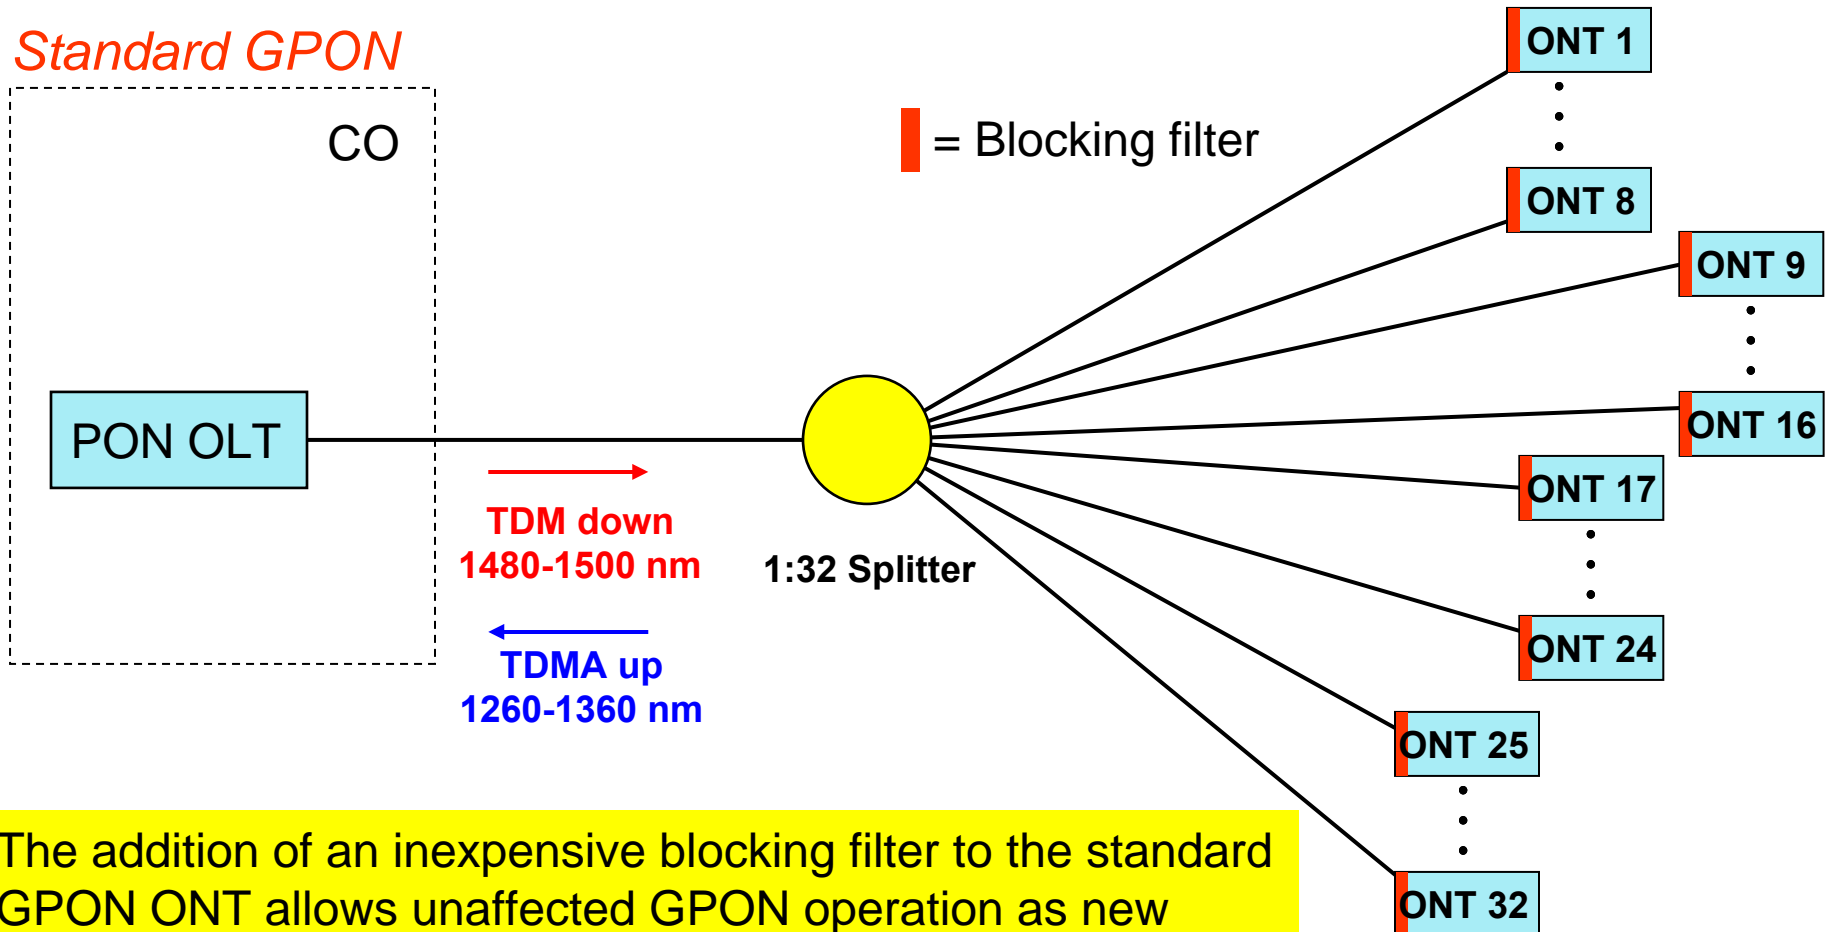 Standard GPON
CO
= Blocking filter
PON OLT
TDM down
1480-1500 nm
TDMA up
1260-1360 nm
1:32 Splitter
ONT 1
ONT 8
ONT 9
ONT 16
ONT 17
ONT 24
ONT 25
ONT 32
The addition of an inexpensive blocking filter to the standard
GPON ONT allows unaffected GPON operation as new